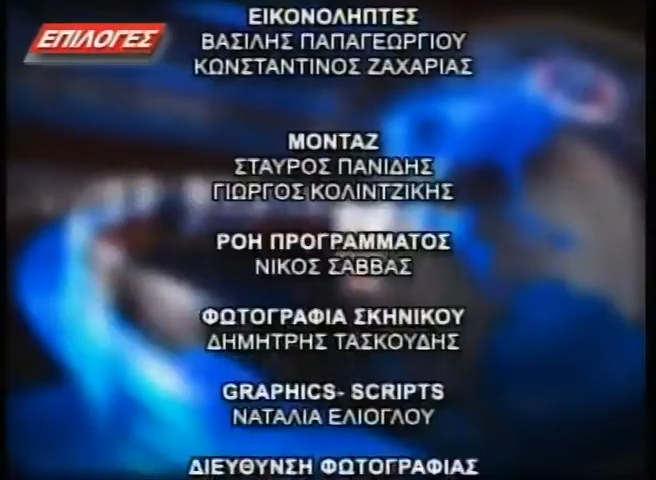 ΕΠΙΛΟΓΕΣ
ΕΙΚΟΝΟΛΗΠΤΕΣ
ΒΑΣΙΛΗΣ ΠΑΠΑΓΕΩΡΓΙΟΥ
ΚΩΝΣΤΑΝΤΙΝΟΣ ΖΑΧΑΡΙΑΣ
ΜΟΝΤΑΖ
ΣΤΑΥΡΟΣ ΠΑΝΙΔΗΣ
ΓΙΩΡΓΟΣ ΚΟΛΙΝΤΖΙΚΗΣ
ΡΟΗ ΠΡΟΓΡΑΜΜΑΤΟΣ
ΝΙΚΟΣ ΣΑΒΒΑΣ
ΦΩΤΟΓΡΑΦΙΑ ΣΚΗΝΙΚΟΥ
ΔΗΜΗΤΡΗΣ ΤΑΣΚΟΥΔΗΣ
GRAPHICS- SCRIPTS
ΝΑΤΑΛΙΑ ΕΛΙΟΓΛΟΥ
ΔΙΕΥΘΥΝΣΗ ΦΩΤΟΓΡΑΦΙΑΣ